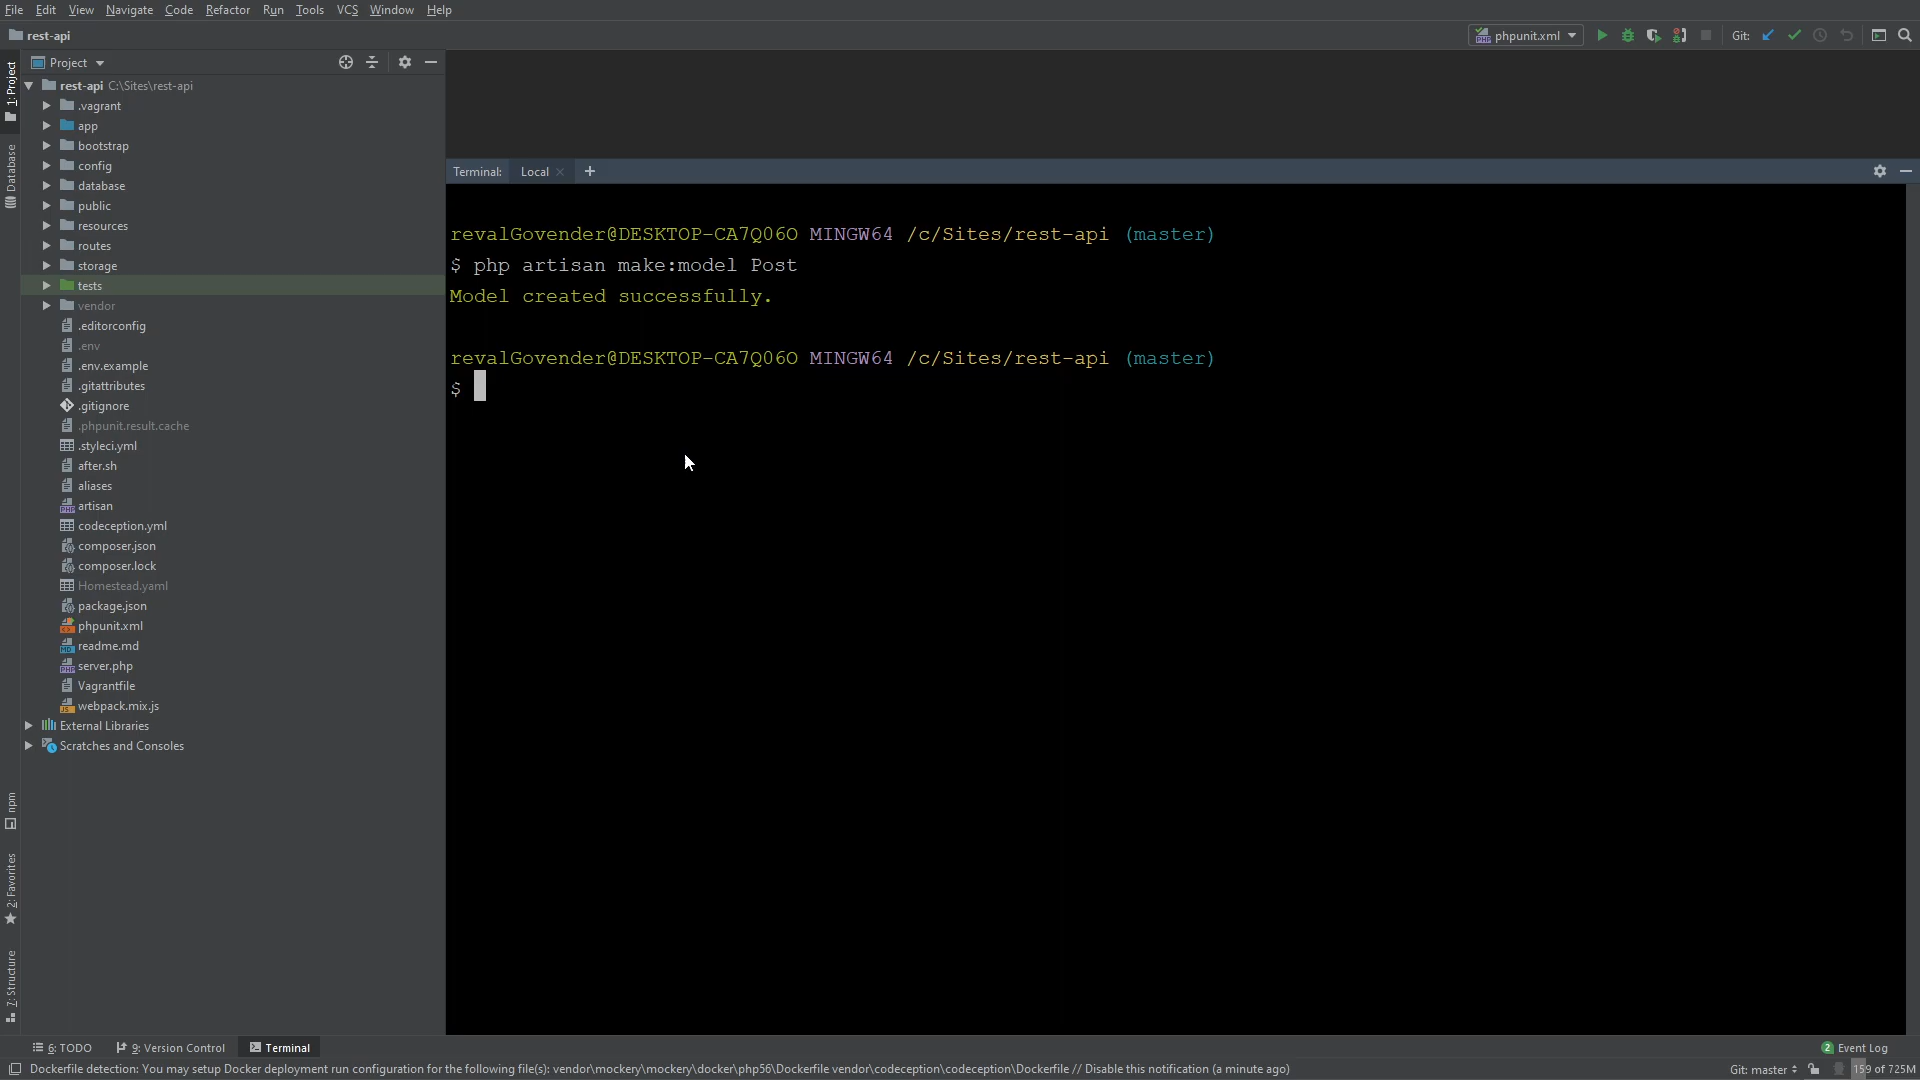 File Edit View Navigate Code Refactor Run Tools VCS Window Help
rest-api
phpunit.xml
Git:
1: Project
Project
rest-api C:\Sites\rest-api
.vagrant
app
bootstrap
config
database
public
resources
routes
storage
tests
vendor
.editorconfig
.env
.env.example
.gitattributes
.gitignore
.phpunit.result.cache
.styleci.yml
after.sh
aliases
artisan
codeception.yml
composer.json
composer.lock
Homestead.yaml
package.json
phpunit.xml
readme.md
server.php
Vagrantfile
webpack.mix.js
External Libraries
Scratches and Consoles
Database
npm
2: Favorites
7: Structure
Terminal: Local
revalGovender@DESKTOP-CA7Q06O MINGW64 /c/Sites/rest-api (master)
$ php artisan make:model Post
Model created successfully.
revalGovender@DESKTOP-CA7Q06O MINGW64 /c/Sites/rest-api (master)
$
6: TODO 9: Version Control Terminal
2 Event Log
Dockerfile detection: You may setup Docker deployment run configuration for the following file(s): vendor\mockery\mockery\docker\php56\Dockerfile vendor\codeception\codeception\Dockerfile // Disable this notification (a minute ago)
Git: master
159 of 725M